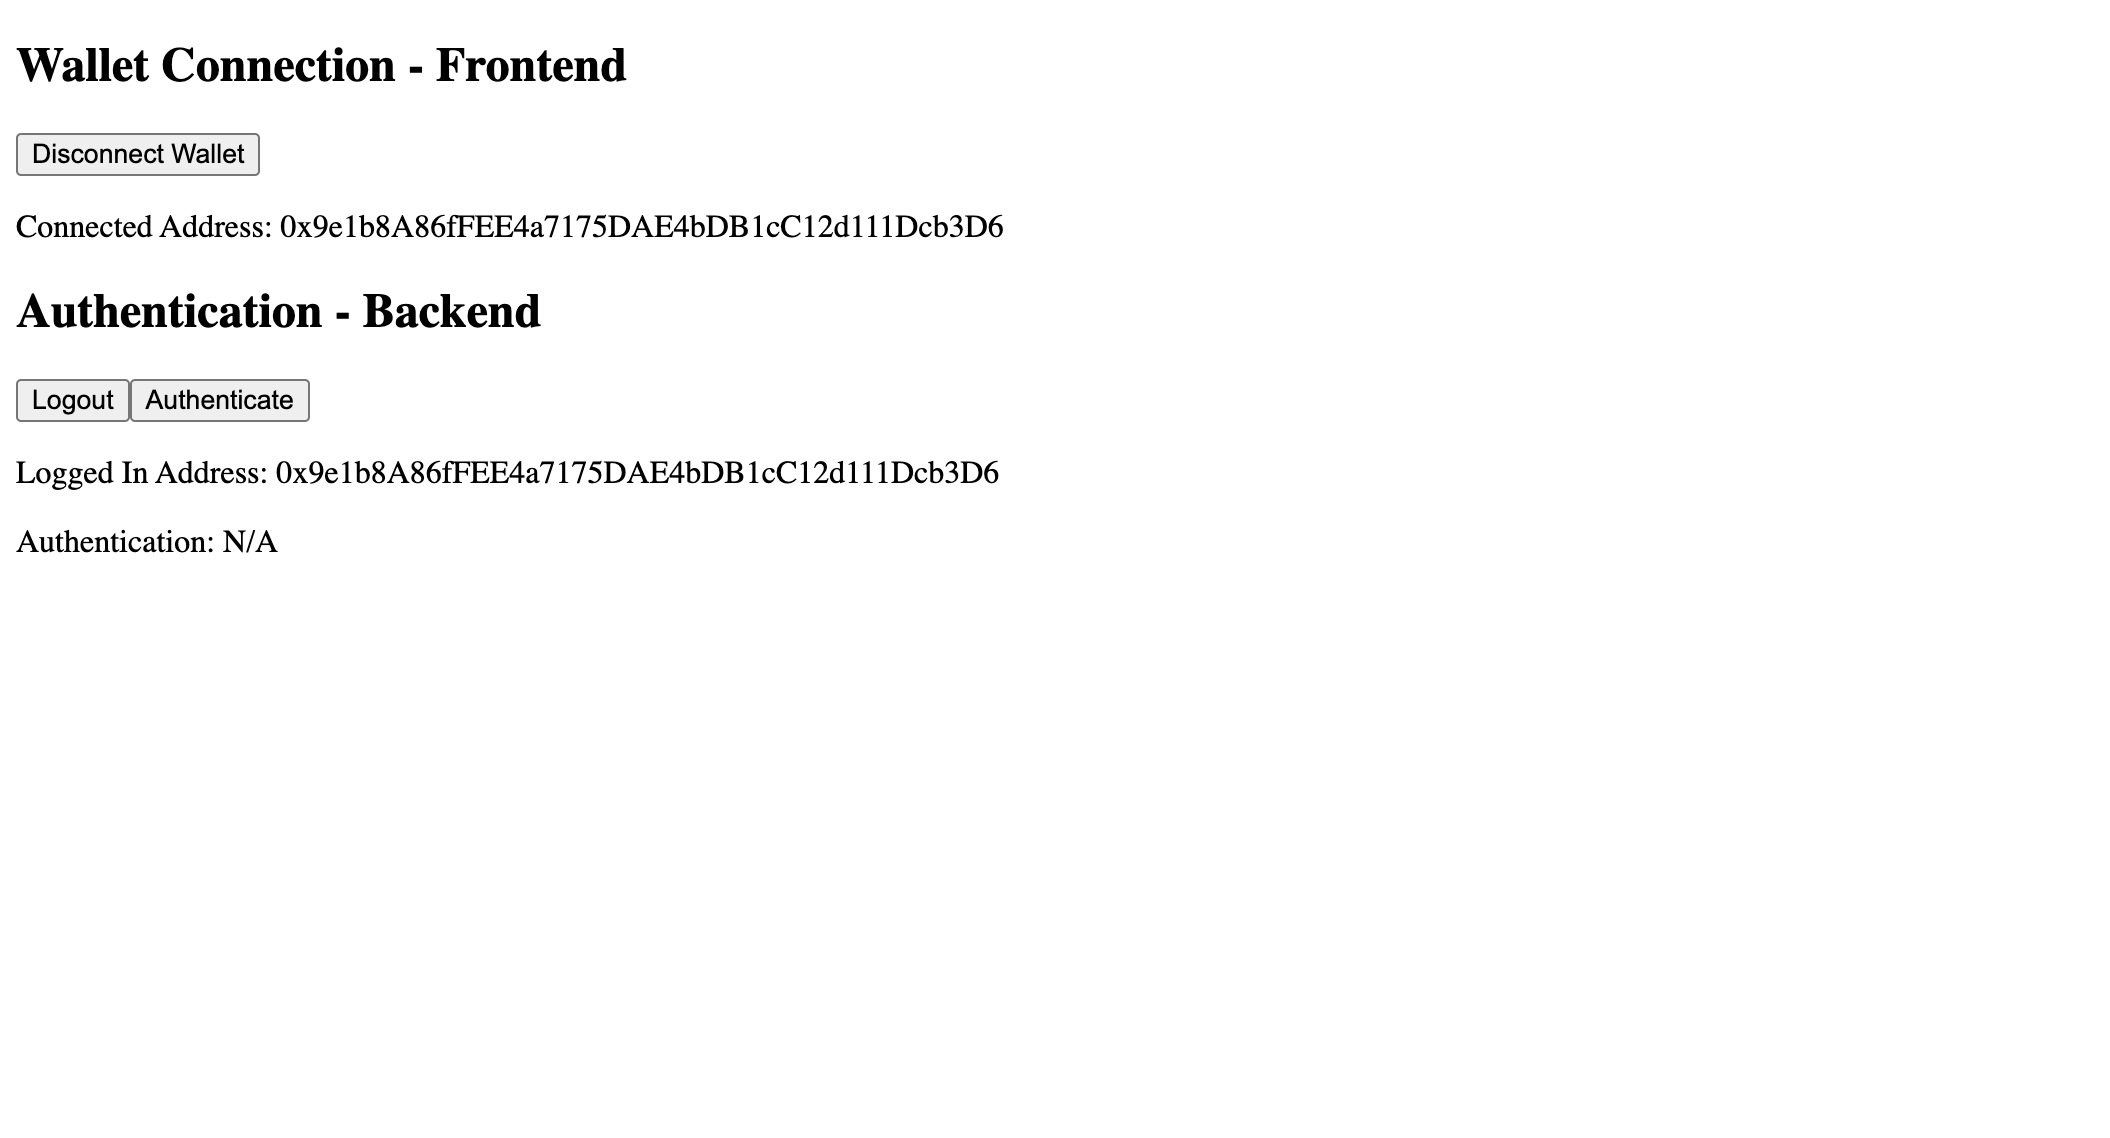 Wallet Connection - Frontend
Disconnect Wallet
Connected Address: 0x9e1b8A86fFEE4a7175DAE4bDB1cC12d111Dcb3D6
Authentication - Backend
Logout Authenticate
Logged In Address: 0x9e1b8A86fFEE4a7175DAE4bDB1cC12d111Dcb3D6
Authentication: N/A